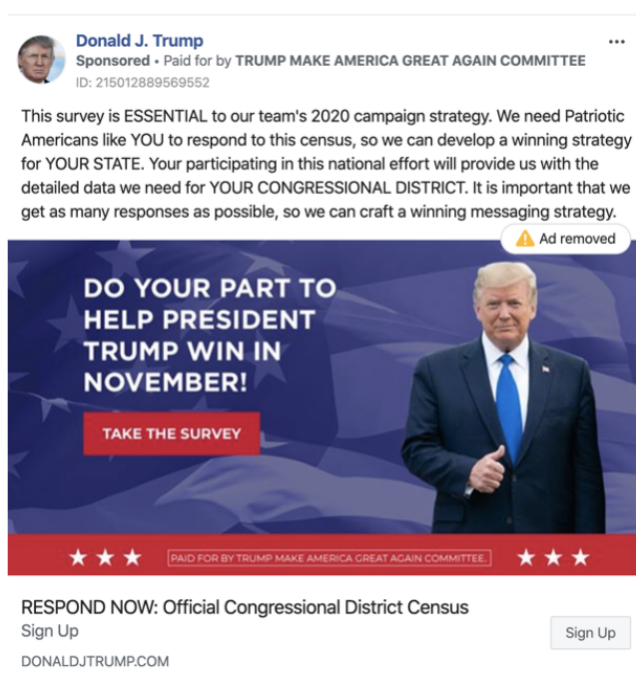 Donald J. Trump
Sponsored • Paid for by TRUMP MAKE AMERICA GREAT AGAIN COMMITTEE
ID: 215012889569552
This survey is ESSENTIAL to our team's 2020 campaign strategy. We need Patriotic
Americans like YOU to respond to this census, so we can develop a winning strategy
for YOUR STATE. Your participating in this national effort will provide us with the
detailed data we need for YOUR CONGRESSIONAL DISTRICT. It is important that we
get as many responses as possible, so we can craft a winning messaging strategy.
Ad removed
DO YOUR PART TO
HELP PRESIDENT
TRUMP WIN IN
NOVEMBER!
TAKE THE SURVEY
PAID FOR BY TRUMP MAKE AMERICA GREAT AGAIN COMMITTEE.
RESPOND NOW: Official Congressional District Census
Sign Up
Sign Up
DONALDJTRUMP.COM